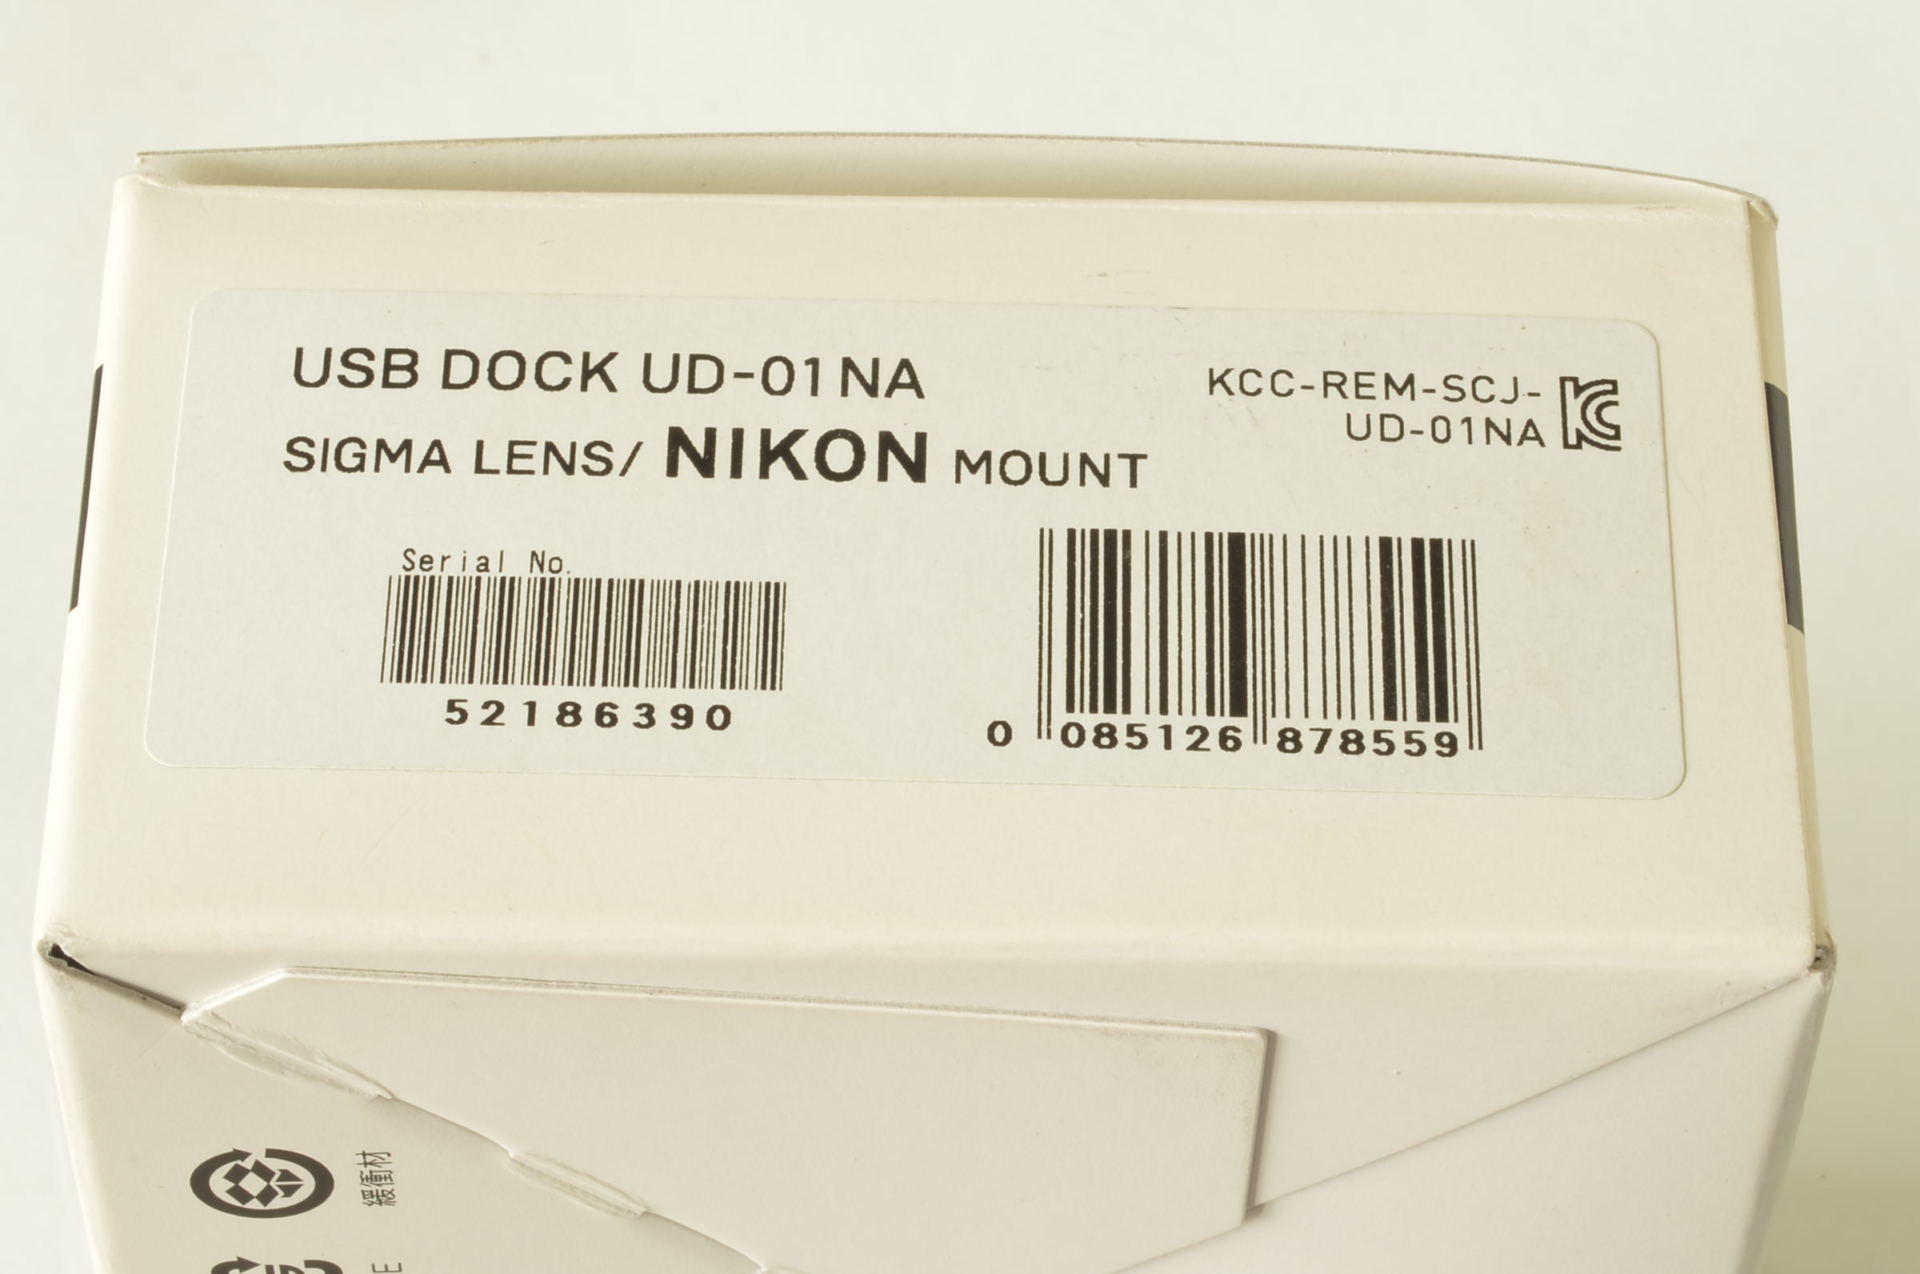 USB DOCK UD-01NA
SIGMA LENS/ NIKON MOUNT
KCC-REM-SCJ-
UD-01NA
Serial No.
52186390
0 085126 878559
緩衝材